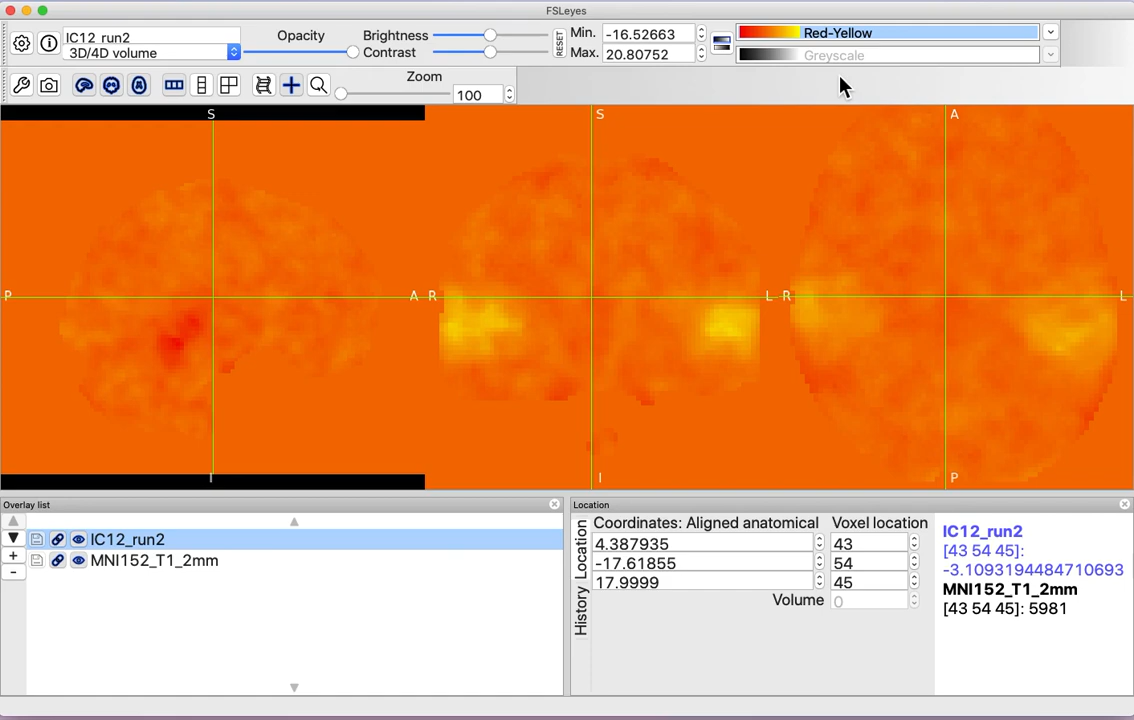 FSLeyes
IC12_run2
3D/4D volume
Opacity
Brightness
Contrast
RESET
Min. -16.52663
Max. 20.80752
Red-Yellow
Greyscale
Zoom
100
S
S
A
P
A
R
L
R
L
I
I
P
Overlay list
IC12_run2
MNI152_T1_2mm
Location
History Location
Coordinates: Aligned anatomical
Voxel location
4.387935
43
-17.61855
54
17.9999
45
Volume
0
IC12_run2
[43 54 45]:
-3.1093194484710693
MNI152_T1_2mm
[43 54 45]: 5981